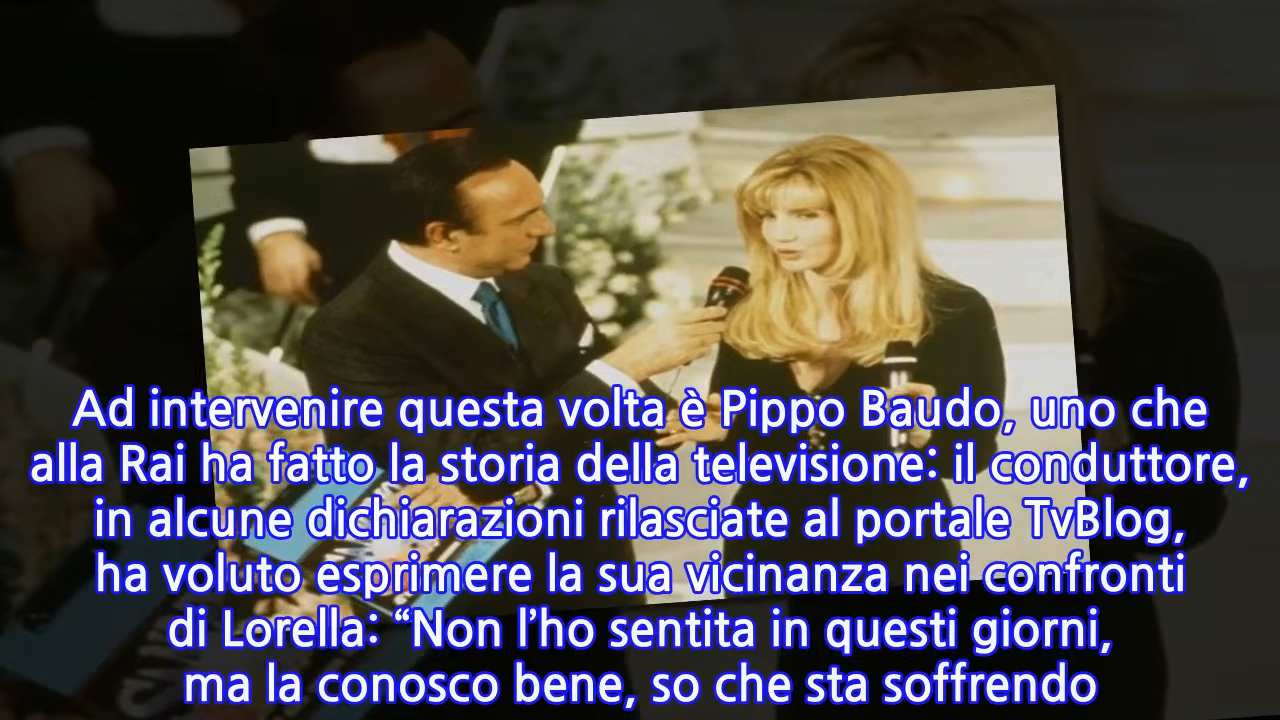 Ad intervenire questa volta è Pippo Baudo, uno che
alla Rai ha fatto la storia della televisione: il conduttore,
in alcune dichiarazioni rilasciate al portale TvBlog,
ha voluto esprimere la sua vicinanza nei confronti
di Lorella: “Non l’ho sentita in questi giorni,
ma la conosco bene, so che sta soffrendo